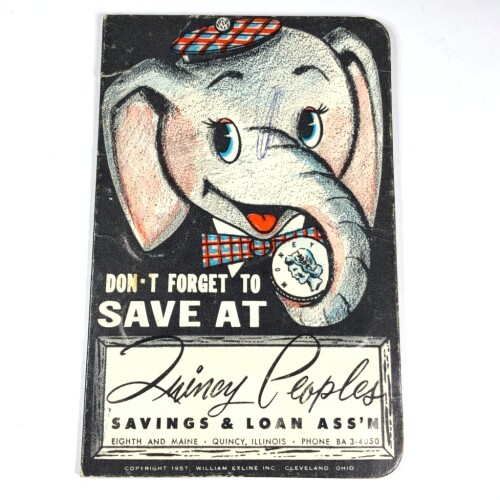 MONEY
DON·T FORGET TO
SAVE AT
Quincy Peoples
SAVINGS & LOAN ASS'N
EIGHTH AND MAINE · QUINCY, ILLINOIS · PHONE BA 3-4050
COPYRIGHT 1957 WILLIAM EXLINE INC. CLEVELAND OHIO